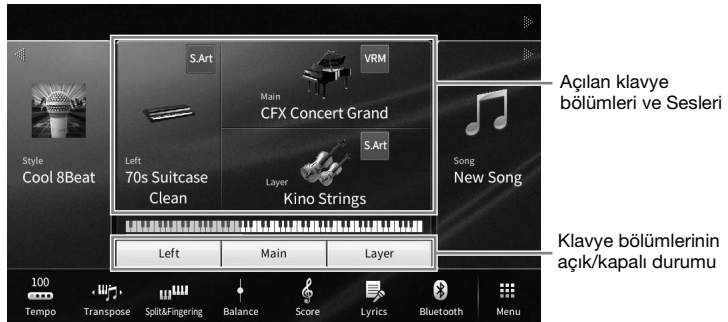 S.Art
VRM
Main
CFX Concert Grand
Style
Cool 8Beat
Left
70s Suitcase
Clean
S.Art
Layer
Kino Strings
Song
New Song
Left
Main
Layer
100
Tempo
Transpose
Split&Fingering
Balance
Score
Lyrics
Bluetooth
Menu
Açılan klavye
bölümleri ve Sesleri
Klavye bölümlerinin
açık/kapalı durumu